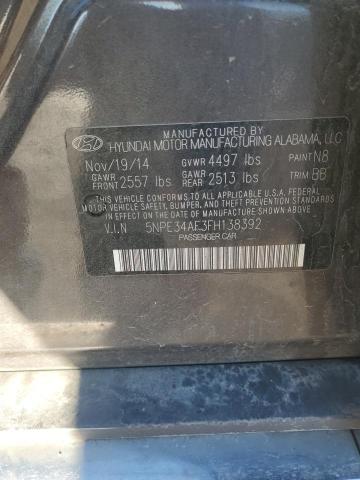 MANUFACTURED BY
HYUNDAI MOTOR MANUFACTURING ALABAMA, LLC
Nov/19/14 GVWR 4497 lbs PAINT N8
GAWR FRONT 2557 lbs GAWR REAR 2513 lbs TRIM BB
THIS VEHICLE CONFORMS TO ALL APPLICABLE U.S. FEDERAL
MOTOR VEHICLE SAFETY, BUMPER, AND THEFT PREVENTION STANDARDS
IN EFFECT ON THE DATE OF MANUFACTURE SHOWN ABOVE.
V.I.N 5NPE34AF3FH138392
PASSENGER CAR